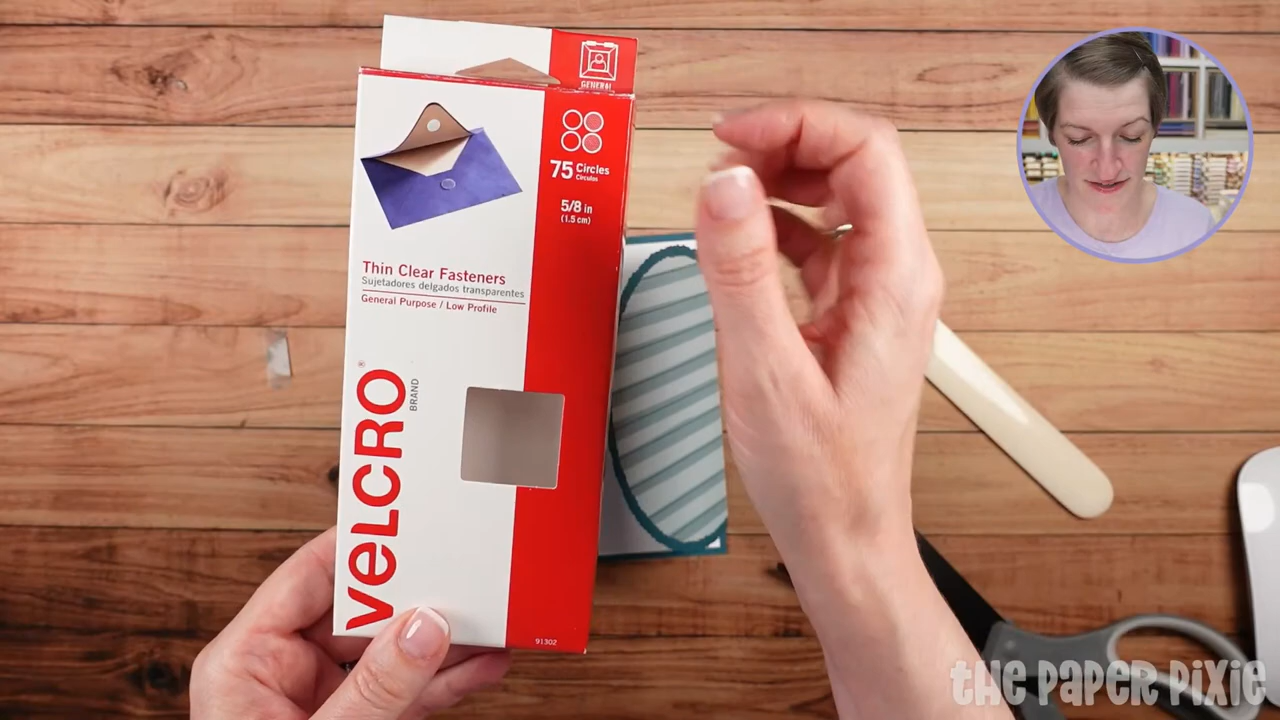 GENERAL
75 Circles
Círculos
5/8 in
(1.5 cm)
Thin Clear Fasteners
Sujetadores delgados transparentes
General Purpose / Low Profile
VELCRO®
BRAND
91302
the PAPER PiXiE